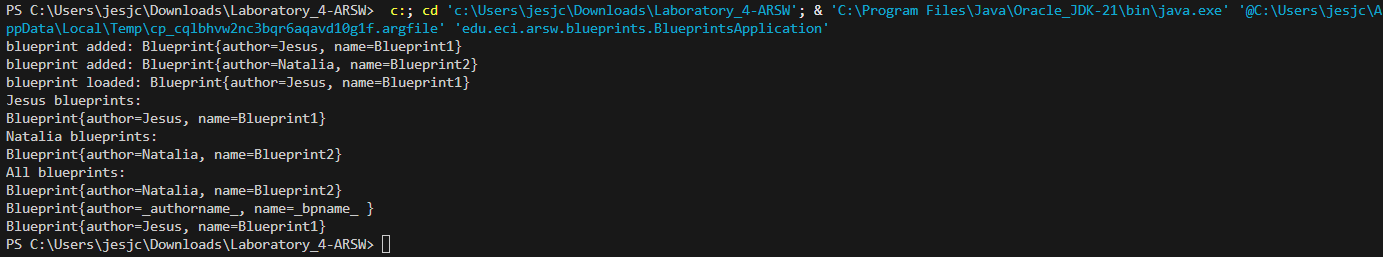 PS C:\Users\jesjc\Downloads\Laboratory_4-ARSW>  c:; cd 'c:\Users\jesjc\Downloads\Laboratory_4-ARSW'; & 'C:\Program Files\Java\Oracle_JDK-21\bin\java.exe' '@C:\Users\jesjc\A
ppData\Local\Temp\cp_cqlbhvw2nc3bqr6aqavd10g1f.argfile' 'edu.eci.arsw.blueprints.BlueprintsApplication'
blueprint added: Blueprint{author=Jesus, name=Blueprint1}
blueprint added: Blueprint{author=Natalia, name=Blueprint2}
blueprint loaded: Blueprint{author=Jesus, name=Blueprint1}
Jesus blueprints:
Blueprint{author=Jesus, name=Blueprint1}
Natalia blueprints:
Blueprint{author=Natalia, name=Blueprint2}
All blueprints:
Blueprint{author=Natalia, name=Blueprint2}
Blueprint{author=_authorname_, name=_bpname_ }
Blueprint{author=Jesus, name=Blueprint1}
PS C:\Users\jesjc\Downloads\Laboratory_4-ARSW>